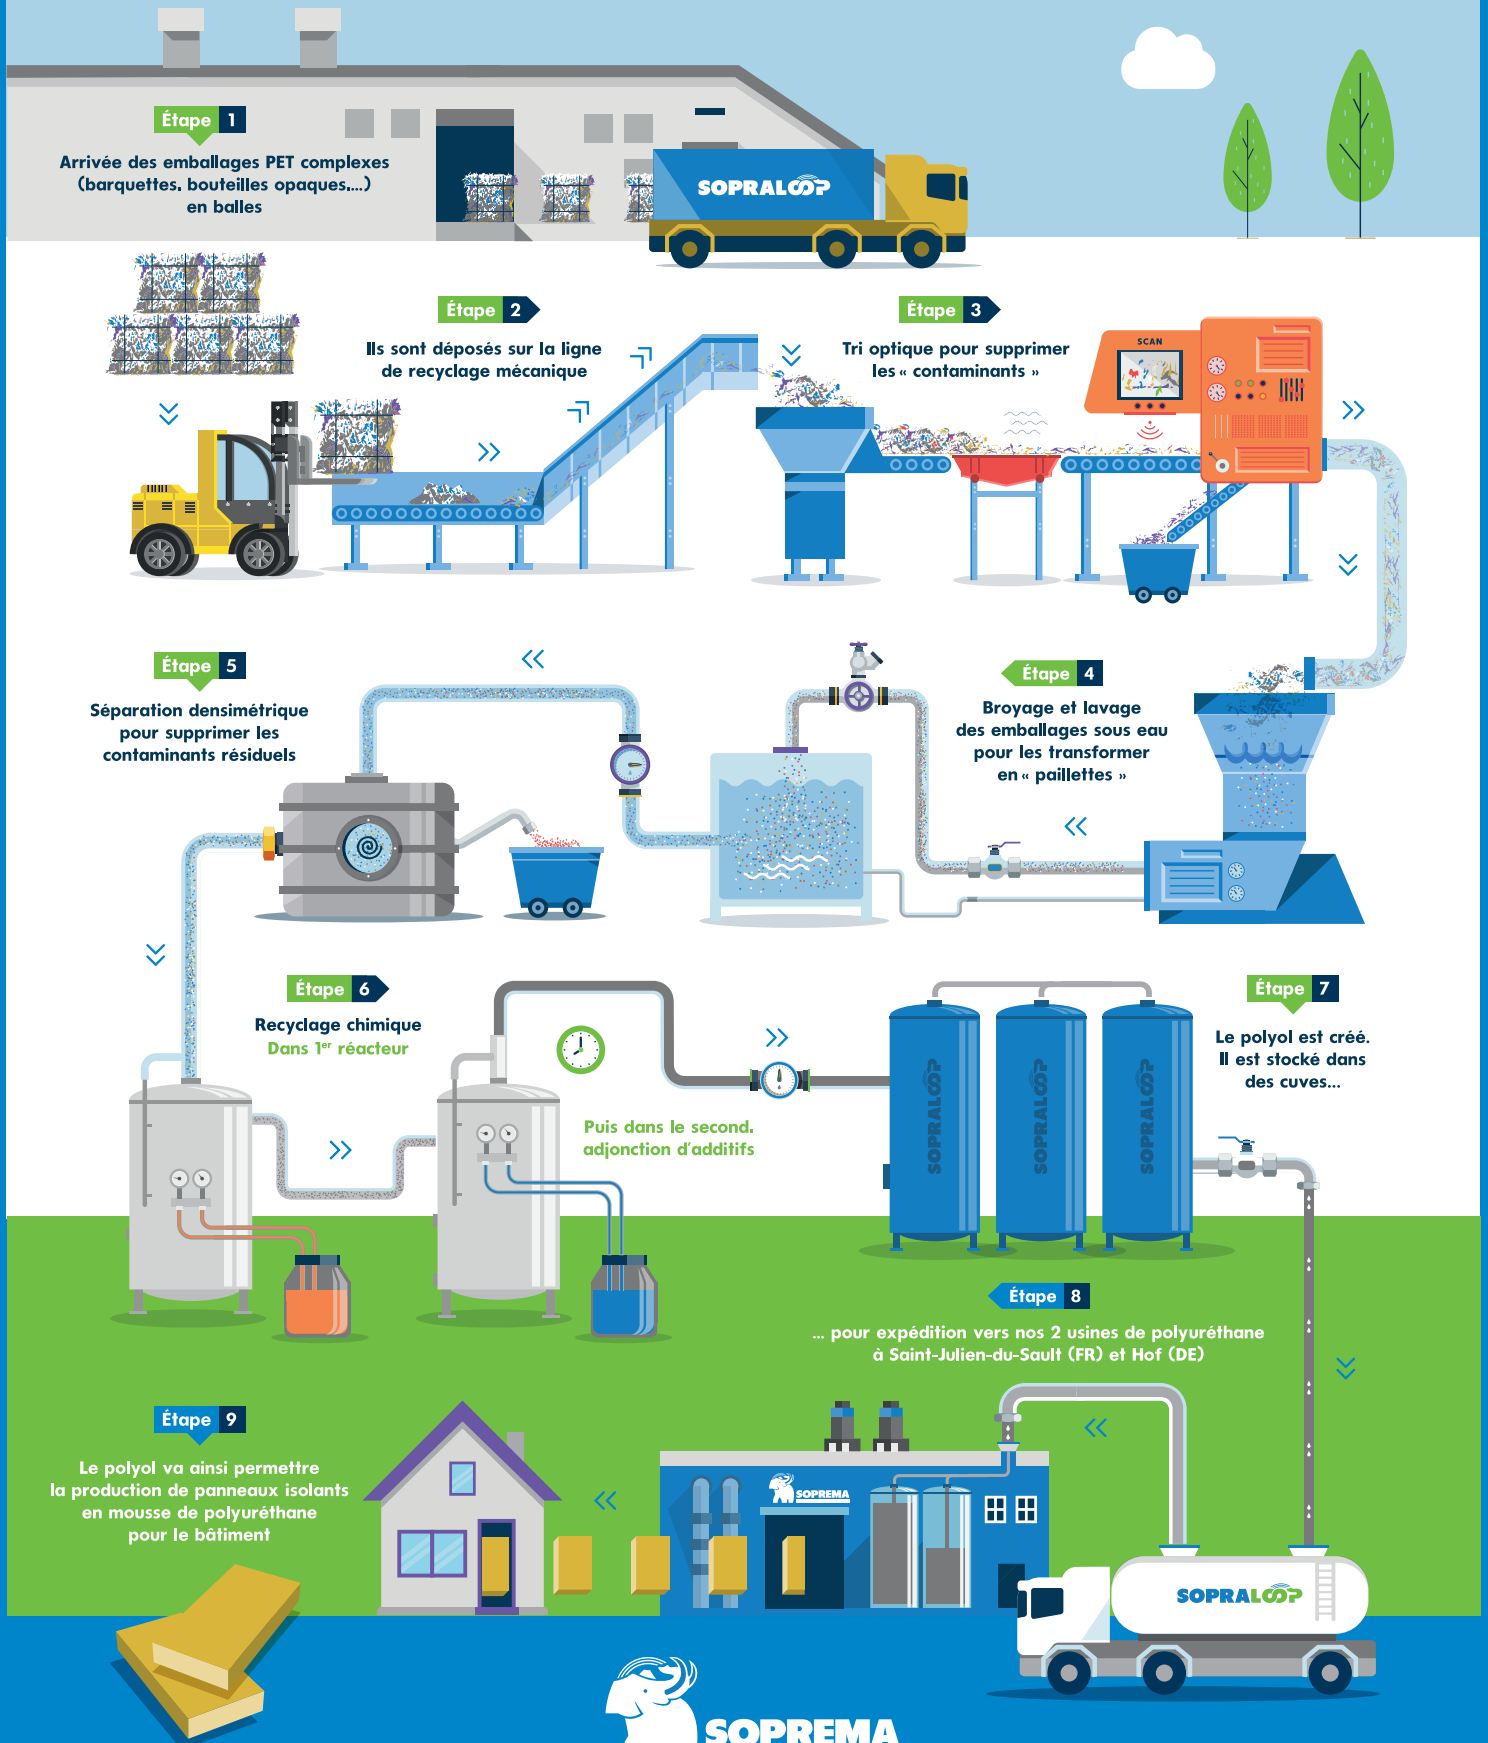 Étape 1
Arrivée des emballages PET complexes
(barquettes, bouteilles opaques,...)
en balles
SOPRALOOP
Étape 2
Ils sont déposés sur la ligne
de recyclage mécanique
Étape 3
Tri optique pour supprimer
les « contaminants »
SCAN
Étape 4
Broyage et lavage
des emballages sous eau
pour les transformer
en « paillettes »
Étape 5
Séparation densimétrique
pour supprimer les
contaminants résiduels
Étape 6
Recyclage chimique
Dans 1er réacteur
Puis dans le second,
adjonction d'additifs
SOPRALOOP
SOPRALOOP
SOPRALOOP
Étape 7
Le polyol est créé.
Il est stocké dans
des cuves...
Étape 8
... pour expédition vers nos 2 usines de polyuréthane
à Saint-Julien-du-Sault (FR) et Hof (DE)
Étape 9
Le polyol va ainsi permettre
la production de panneaux isolants
en mousse de polyuréthane
pour le bâtiment
SOPREMA
SOPRALOOP
SOPREMA